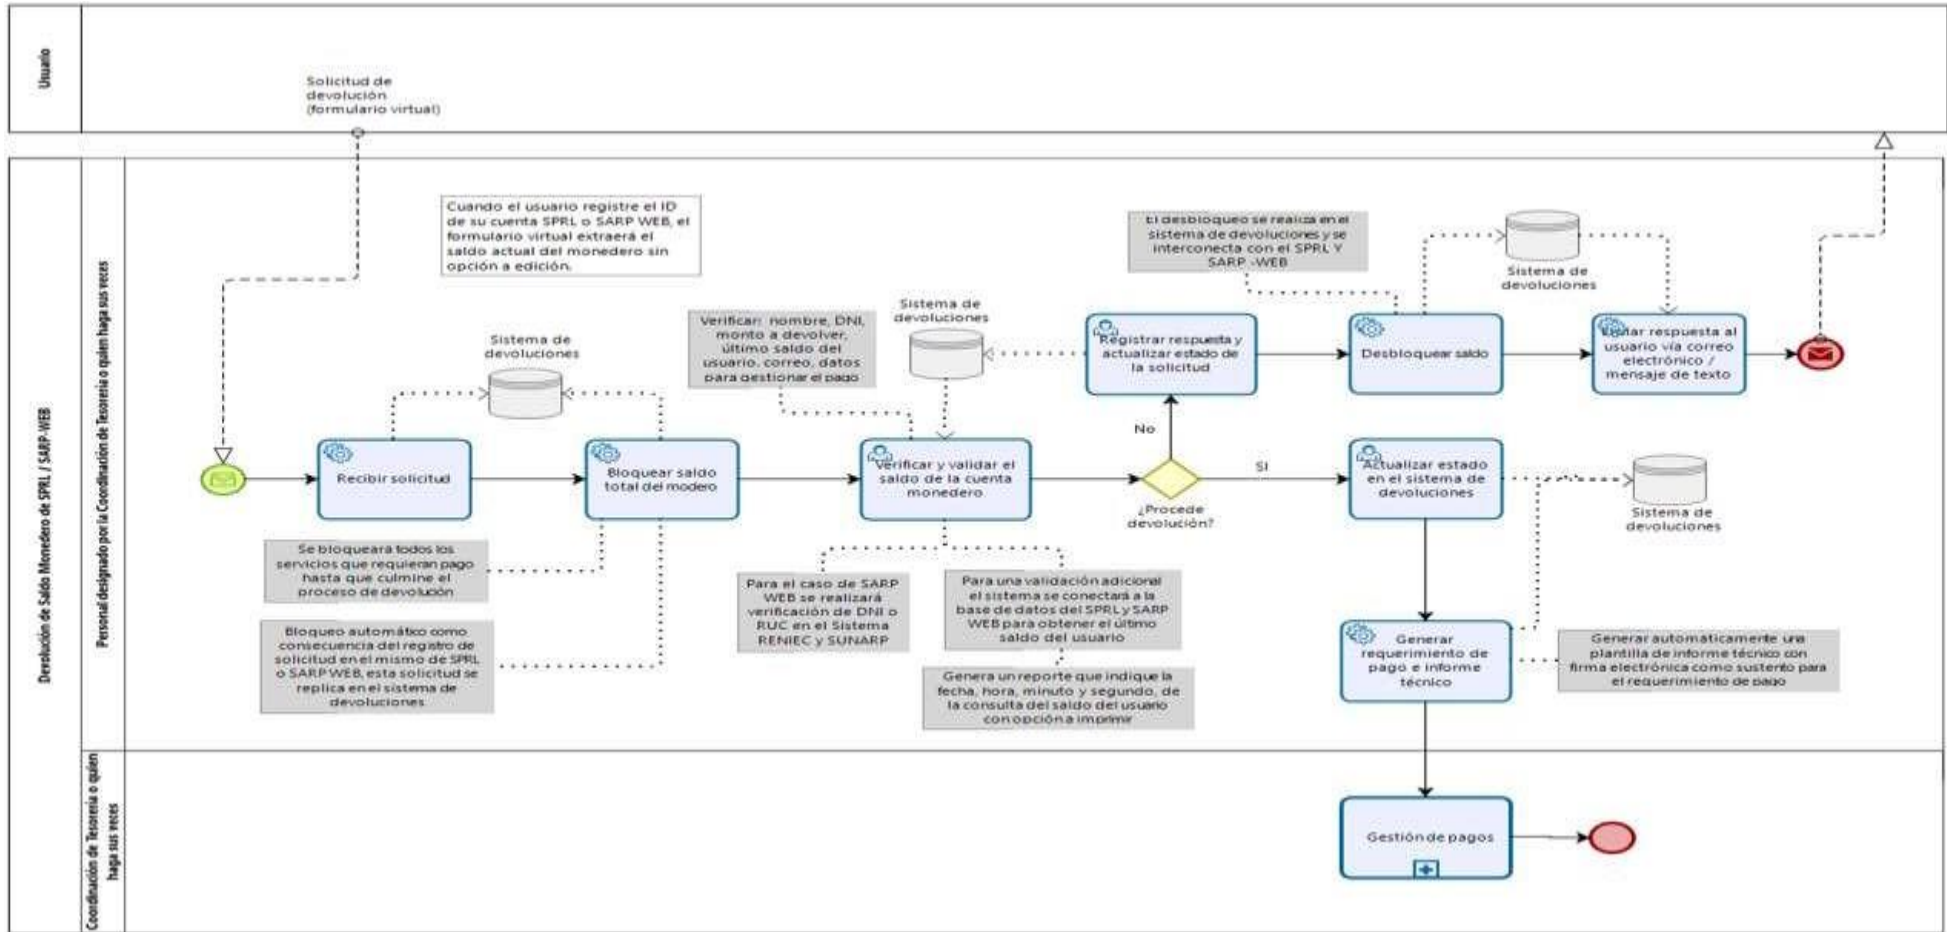 Usuario
Solicitud de
devolución
(formulario virtual)
Devolución de Saldo Monedero de SPRL / SARP-WEB
Personal designado por la Coordinación de Tesorería o quien haga sus veces
Cuando el usuario registre el ID
de su cuenta SPRL o SARP WEB, el
formulario virtual extraerá el
saldo actual del monedero sin
opción a edición.
Sistema de
devoluciones
Recibir solicitud
Bloquear saldo
total del modero
Se bloqueará todos los
servicios que requieran pago
hasta que culmine el
proceso de devolución
Bloqueo automático como
consecuencia del registro de
solicitud en el mismo de SPRL
o SARP WEB, esta solicitud se
replica en el sistema de
devoluciones
Verificar: nombre, DNI,
monto a devolver,
último saldo del
usuario, correo, datos
para gestionar el pago
Sistema de
devoluciones
Verificar y validar el
saldo de la cuenta
monedero
Para el caso de SARP
WEB se realizará
verificación de DNI o
RUC en el Sistema
RENIEC y SUNARP
Para una validación adicional
el sistema se conectará a la
base de datos del SPRL y SARP
WEB para obtener el último
saldo del usuario
Genera un reporte que indique la
fecha, hora, minuto y segundo, de
la consulta del saldo del usuario
con opción a imprimir
¿Procede
devolución?
No
SI
Registrar respuesta y
actualizar estado de
la solicitud
El desbloqueo se realiza en el
sistema de devoluciones y se
interconecta con el SPRL Y
SARP -WEB
Desbloquear saldo
Sistema de
devoluciones
Enviar respuesta al
usuario vía correo
electrónico /
mensaje de texto
Actualizar estado
en el sistema de
devoluciones
Sistema de
devoluciones
Generar
requerimiento de
pago e informe
técnico
Generar automáticamente una
plantilla de informe técnico con
firma electrónica como sustento para
el requerimiento de pago
Coordinación de Tesorería o quien
haga sus veces
Gestión de pagos